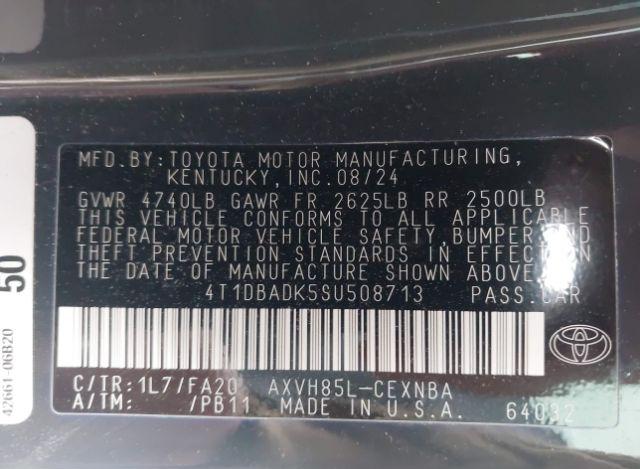 MFD.BY:TOYOTA MOTOR MANUFACTURING,
KENTUCKY,INC.08/24
GVWR 4740LB GAWR FR 2625LB RR 2500LB
THIS VEHICLE CONFORMS TO ALL APPLICABLE
FEDERAL MOTOR VEHICLE SAFETY,BUMPER,AND
THEFT PREVENTION STANDARDS IN EFFECT ON
THE DATE OF MANUFACTURE SHOWN ABOVE.
4T1DBADK5SU508713 PASS.CAR
C/TR:1L7/FA20 AXVH85L-CEXNBA
A/TM: /PB11 MADE IN U.S.A. 64032
50
42661-06B20